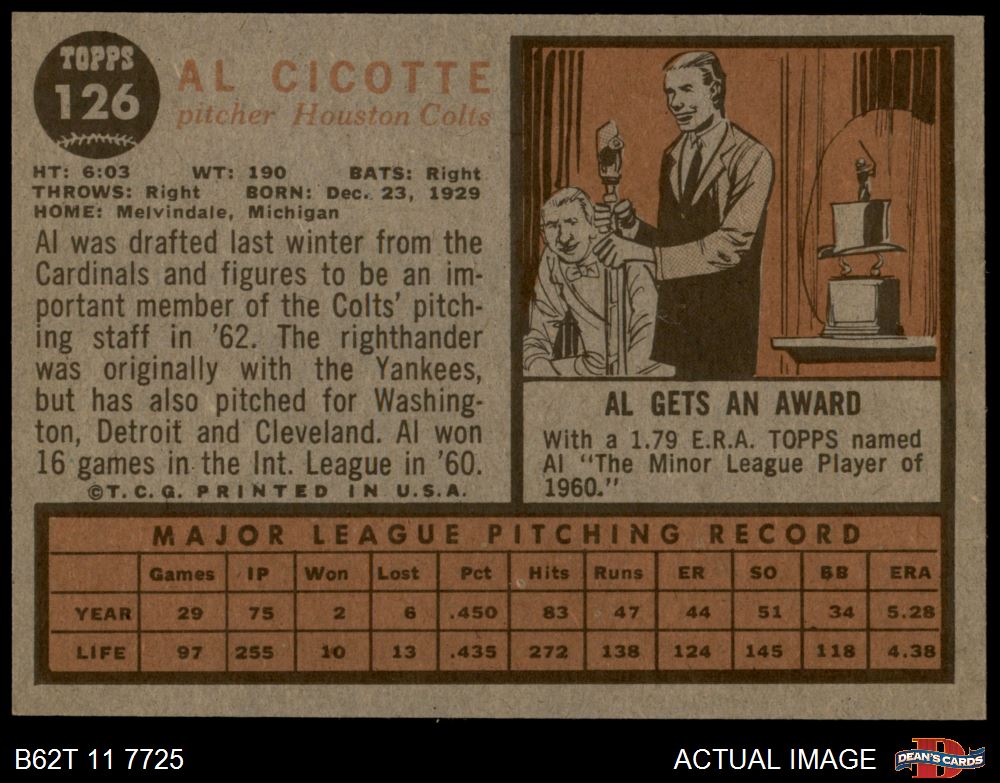 TOPPS
126
AL CICOTTE
pitcher Houston Colts
HT: 6:03 WT: 190 BATS: Right
THROWS: Right BORN: Dec. 23, 1929
HOME: Melvindale, Michigan
Al was drafted last winter from the
Cardinals and figures to be an im-
portant member of the Colts' pitch-
ing staff in '62. The righthander
was originally with the Yankees,
but has also pitched for Washing-
ton, Detroit and Cleveland. Al won
16 games in the Int. League in '60.
©T.C.G. PRINTED IN U.S.A.
AL GETS AN AWARD
With a 1.79 E.R.A. TOPPS named
Al "The Minor League Player of
1960."
MAJOR LEAGUE PITCHING RECORD
Games IP Won Lost Pct Hits Runs ER SO BB ERA
YEAR 29 75 2 6 .450 83 47 44 51 34 5.28
LIFE 97 255 10 13 .435 272 138 124 145 118 4.38
B62T 11 7725
ACTUAL IMAGE
DEAN'S CARDS